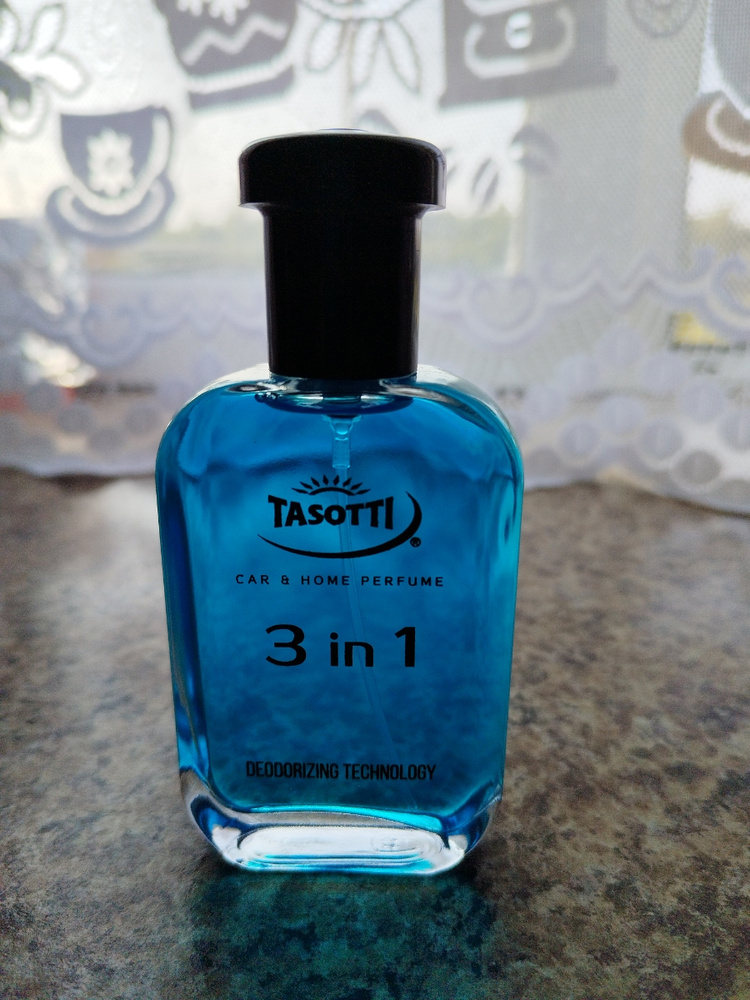 TASOTTI
®
CAR & HOME PERFUME
3 in 1
DEODORIZING TECHNOLOGY